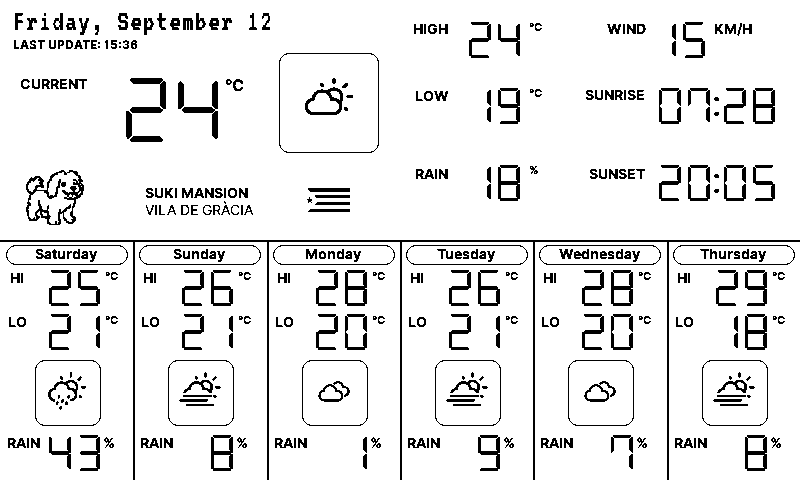 Friday, September 12
LAST UPDATE: 15:36
CURRENT 24 °C
SUKI MANSION
VILA DE GRÀCIA
HIGH 24 °C
WIND 15 KM/H
LOW 19 °C
SUNRISE 07:28
RAIN 18 %
SUNSET 20:05
Saturday
HI 25 °C
LO 21 °C
RAIN 43 %
Sunday
HI 26 °C
LO 21 °C
RAIN 8 %
Monday
HI 28 °C
LO 20 °C
RAIN 1 %
Tuesday
HI 26 °C
LO 21 °C
RAIN 9 %
Wednesday
HI 28 °C
LO 20 °C
RAIN 7 %
Thursday
HI 29 °C
LO 18 °C
RAIN 8 %